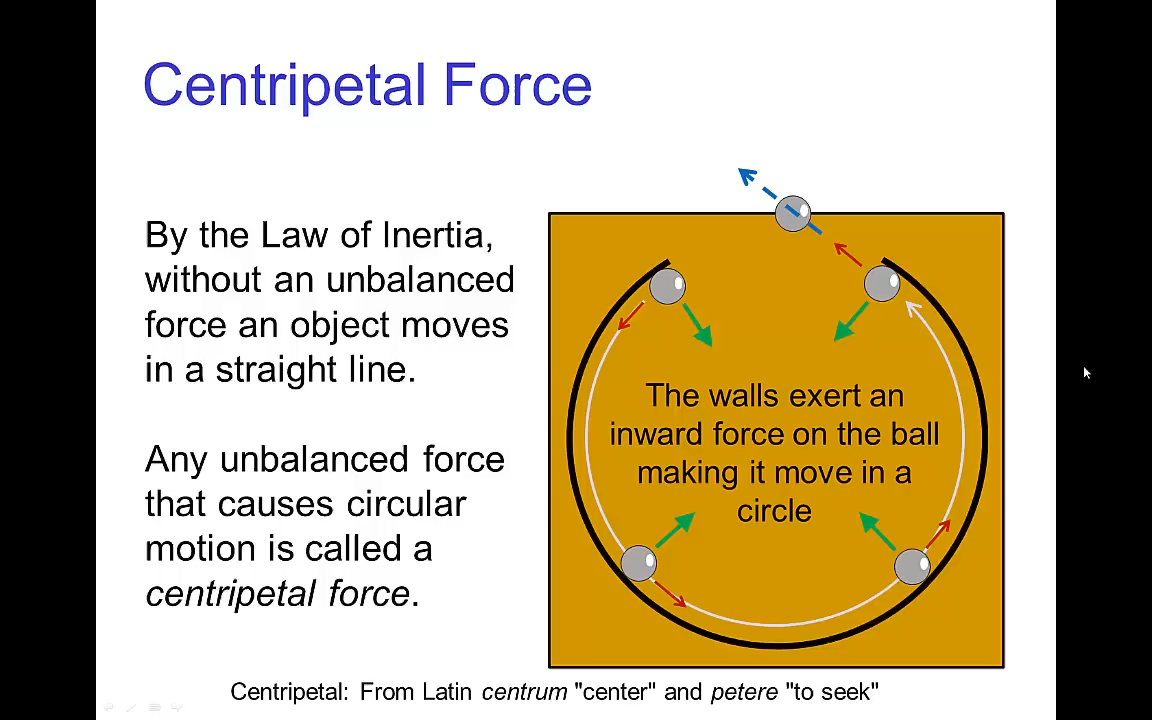 Centripetal Force
By the Law of Inertia,
without an unbalanced
force an object moves
in a straight line.
Any unbalanced force
that causes circular
motion is called a
centripetal force.
The walls exert an
inward force on the ball
making it move in a
circle
Centripetal: From Latin centrum "center" and petere "to seek"